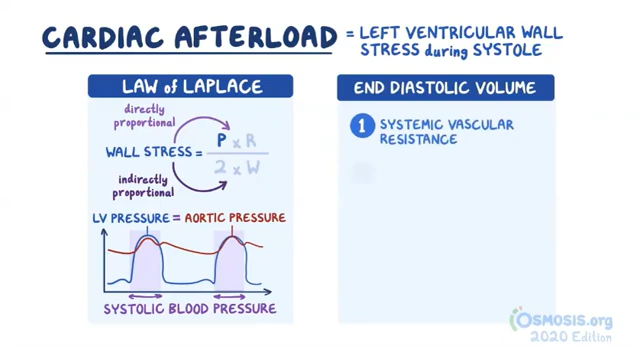 CARDIAC AFTERLOAD = LEFT VENTRICULAR WALL
STRESS during SYSTOLE
LAW of LAPLACE
directly
proportional
WALL STRESS = P x R
2 x W
indirectly
proportional
LV PRESSURE = AORTIC PRESSURE
SYSTOLIC BLOOD PRESSURE
END DIASTOLIC VOLUME
1 SYSTEMIC VASCULAR
RESISTANCE
OSMOSIS.org
2020 Edition